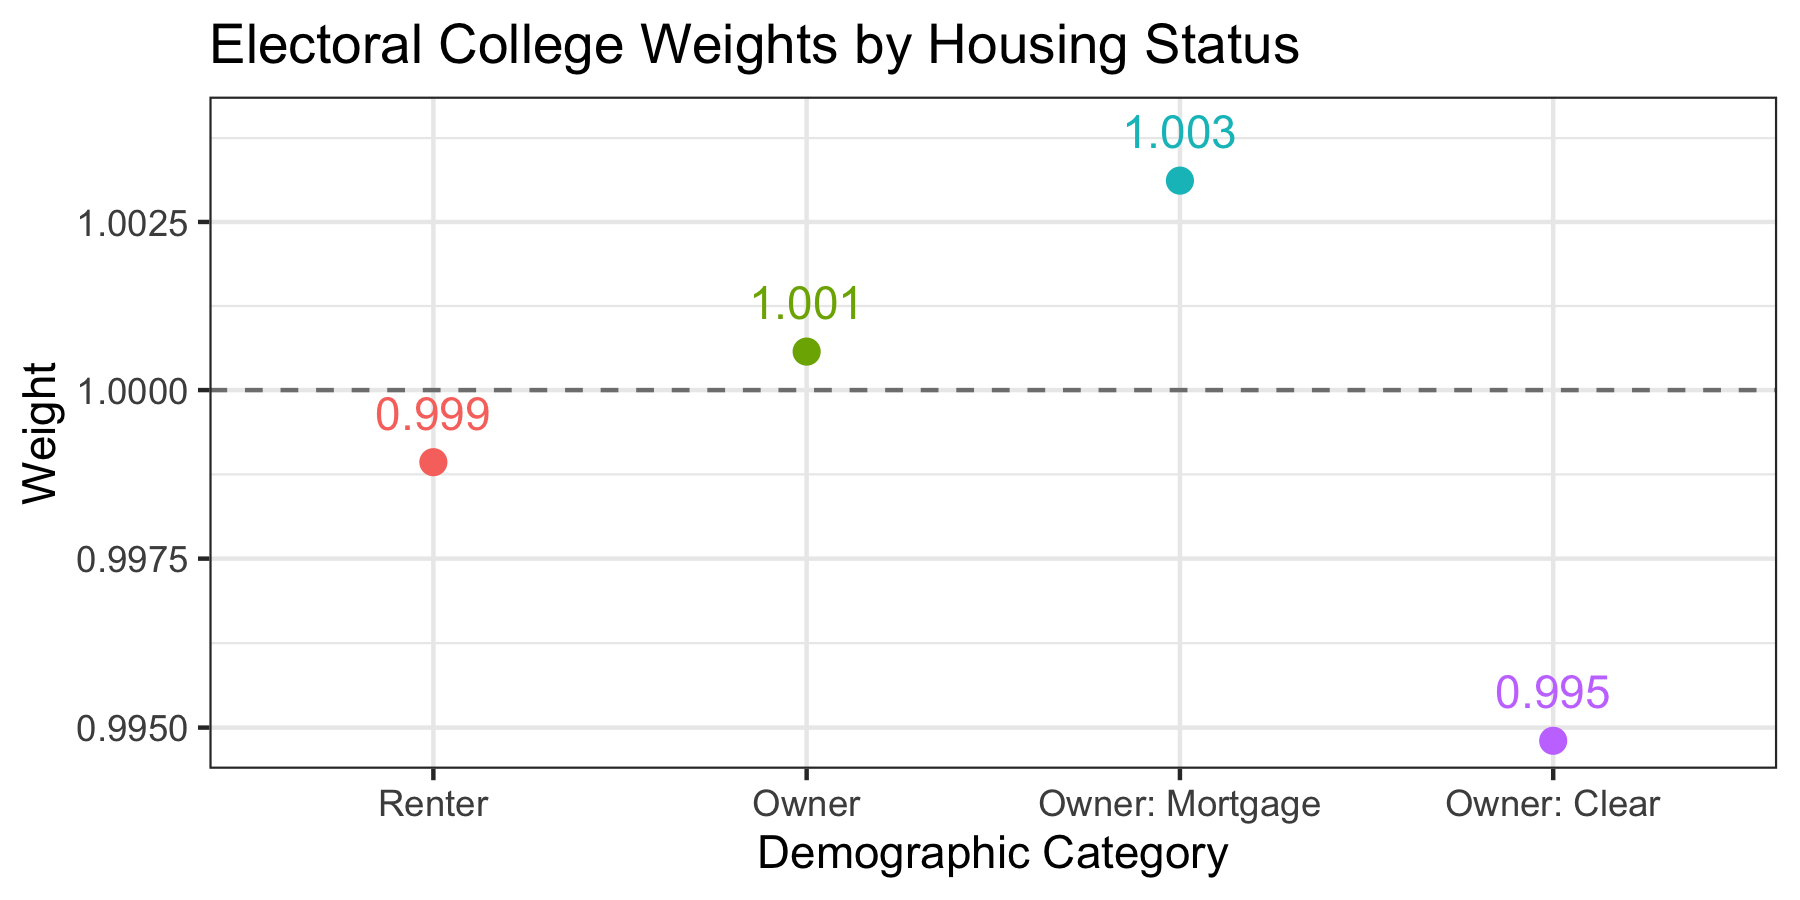 Electoral College Weights by Housing Status
1.003
1.0025
1.001
1.0000
0.999
Weight
0.9975
0.995
0.9950
Renter Owner Owner: Mortgage Owner: Clear
Demographic Category